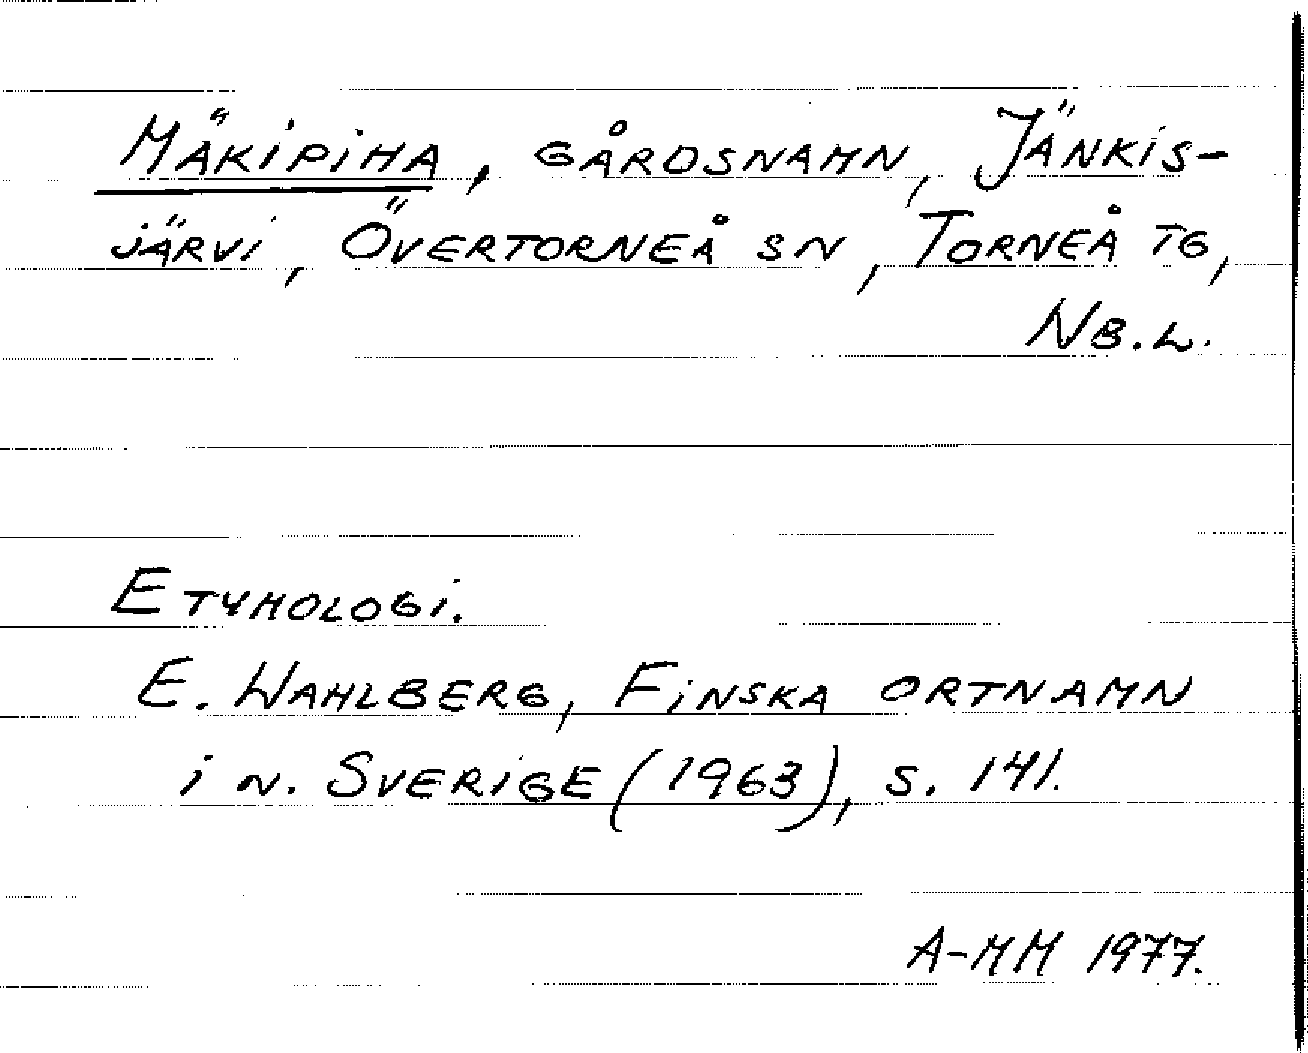 Mäkipiha, gårdsnamn, Jänkis-
järvi, Övertorneå sn, Torneå tg,
Nb.l.
Etymologi.
E. Wahlberg, Finska ortnamn
i n. Sverige (1963), s. 141.
A-MM 1977.